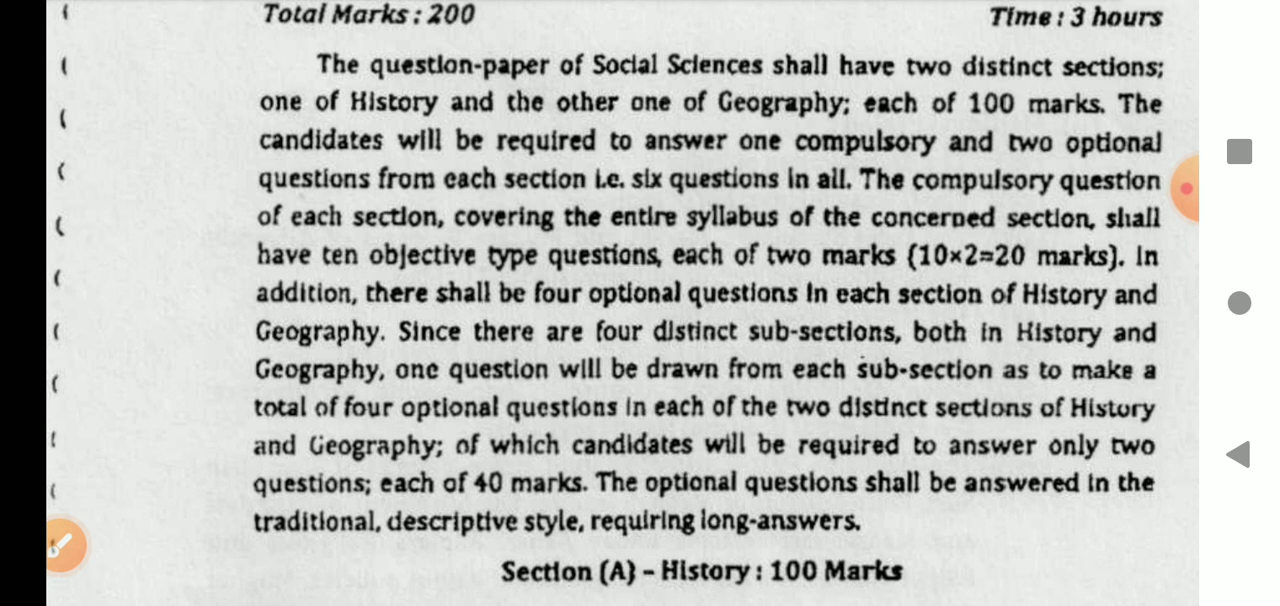 Total Marks : 200 Time : 3 hours
The question-paper of Social Sciences shall have two distinct sections;
one of History and the other one of Geography; each of 100 marks. The
candidates will be required to answer one compulsory and two optional
questions from each section i.e. six questions in all. The compulsory question
of each section, covering the entire syllabus of the concerned section, shall
have ten objective type questions, each of two marks (10×2=20 marks). In
addition, there shall be four optional questions in each section of History and
Geography. Since there are four distinct sub-sections, both in History and
Geography, one question will be drawn from each sub-section as to make a
total of four optional questions in each of the two distinct sections of History
and Geography; of which candidates will be required to answer only two
questions; each of 40 marks. The optional questions shall be answered in the
traditional, descriptive style, requiring long-answers.
Section (A) – History : 100 Marks